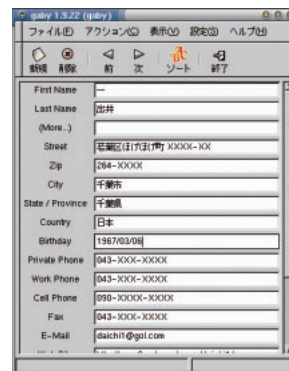 gaby 1.9.22 (gaby)
ファイル(F) アクション(C) 表示(V) 設定(S) ヘルプ(H)
新規 削除 前 次 ソート 終了
First Name 一
Last Name 出井
(More...)
Street 若葉区ほげほげ町 XXXX-XX
Zip 264-XXXX
City 千葉市
State / Province 千葉県
Country 日本
Birthday 1967/03/06
Private Phone 043-XXX-XXXX
Work Phone 043-XXX-XXXX
Cell Phone 090-XXXX-XXXX
Fax 043-XXX-XXXX
E-Mail daichi1@gol.com